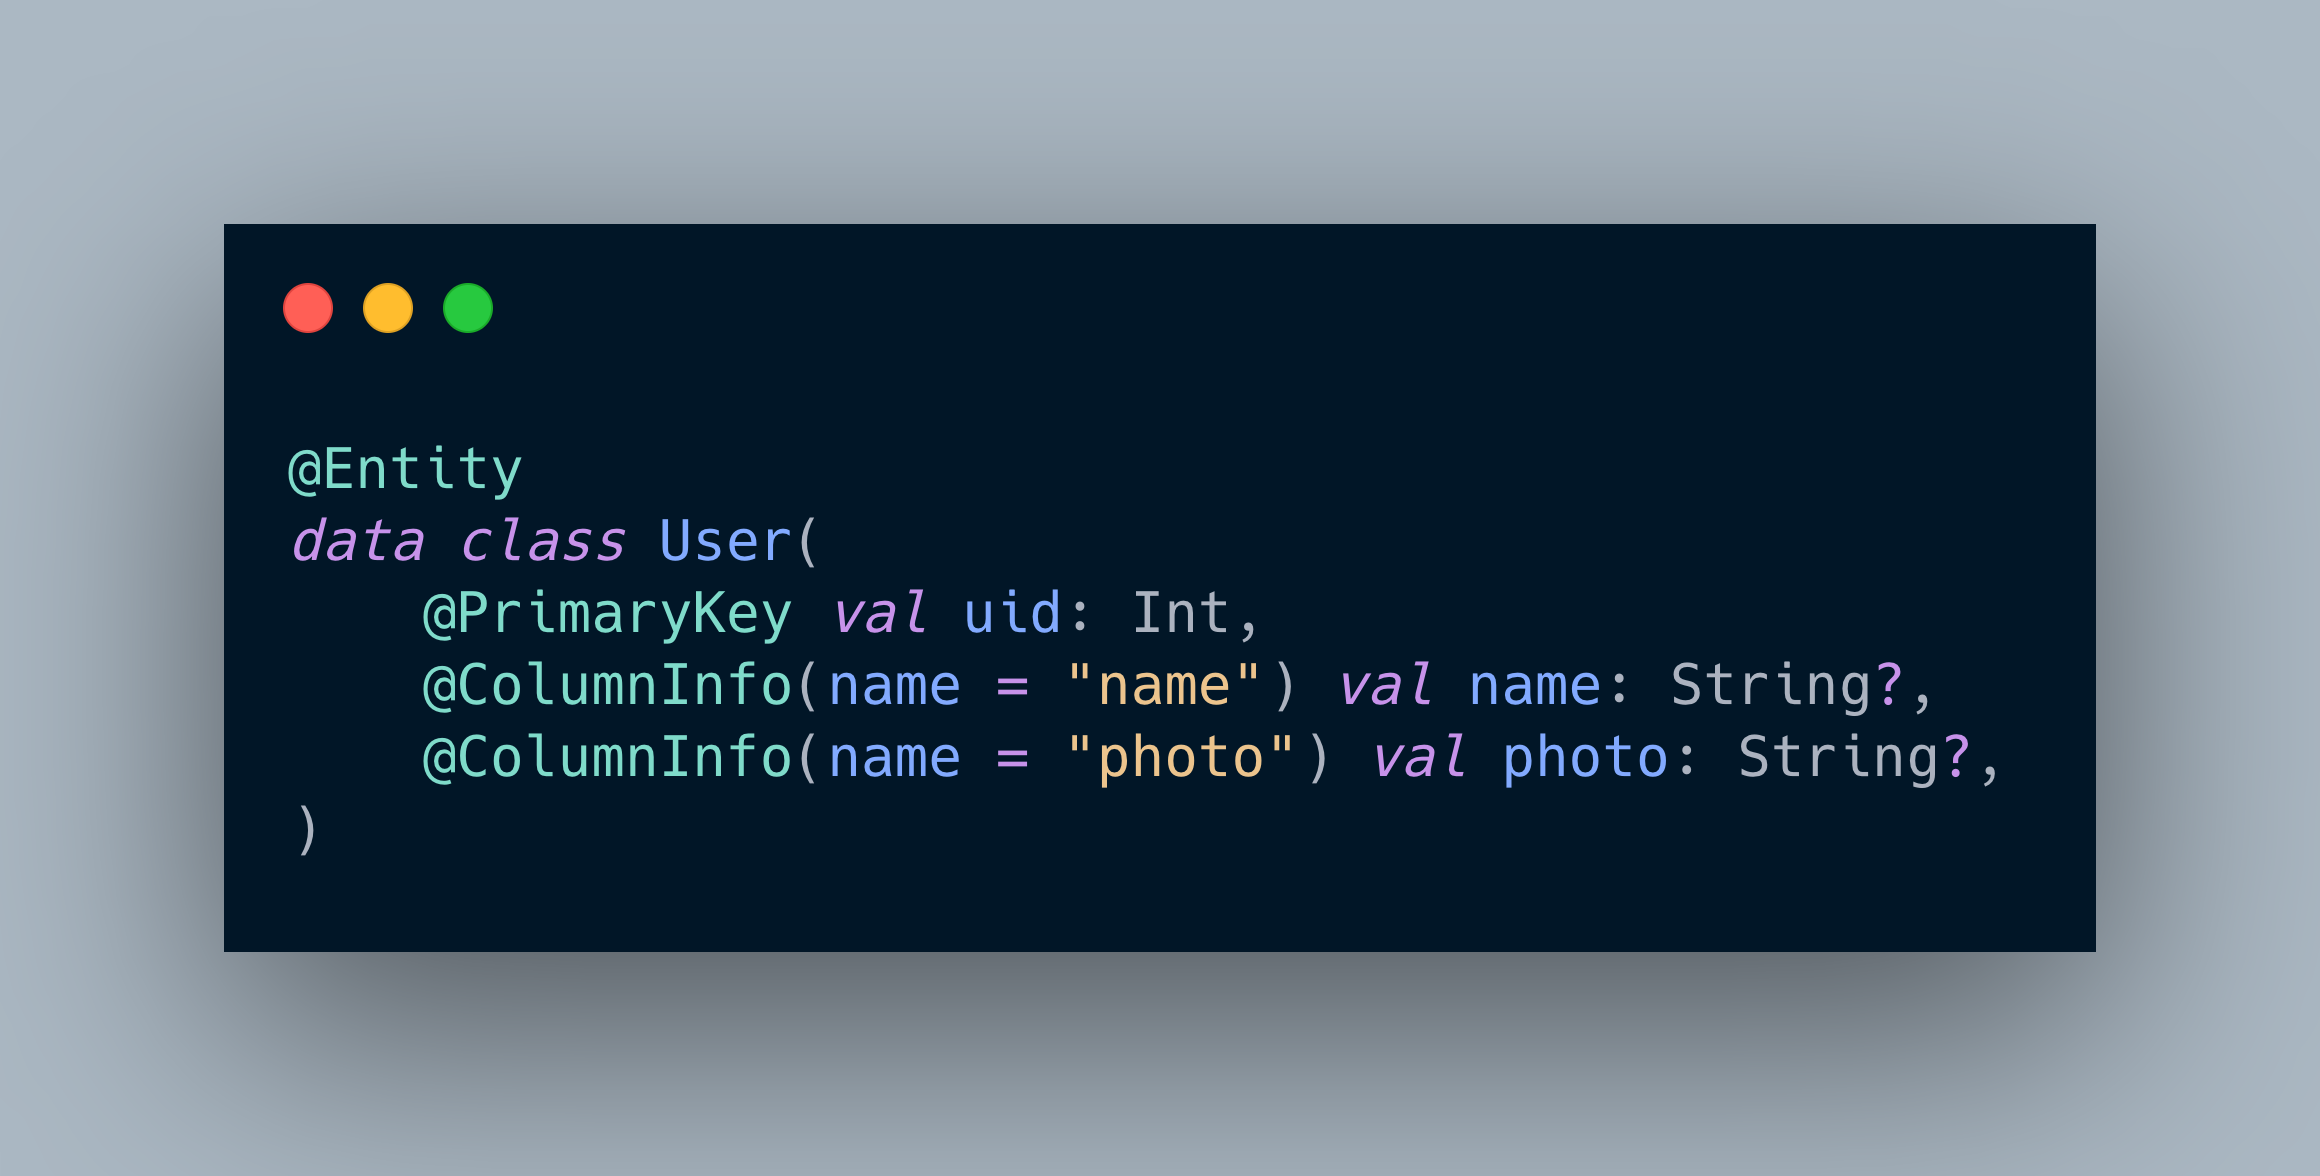 @Entity
data class User(
    @PrimaryKey val uid: Int,
    @ColumnInfo(name = "name") val name: String?,
    @ColumnInfo(name = "photo") val photo: String?,
)